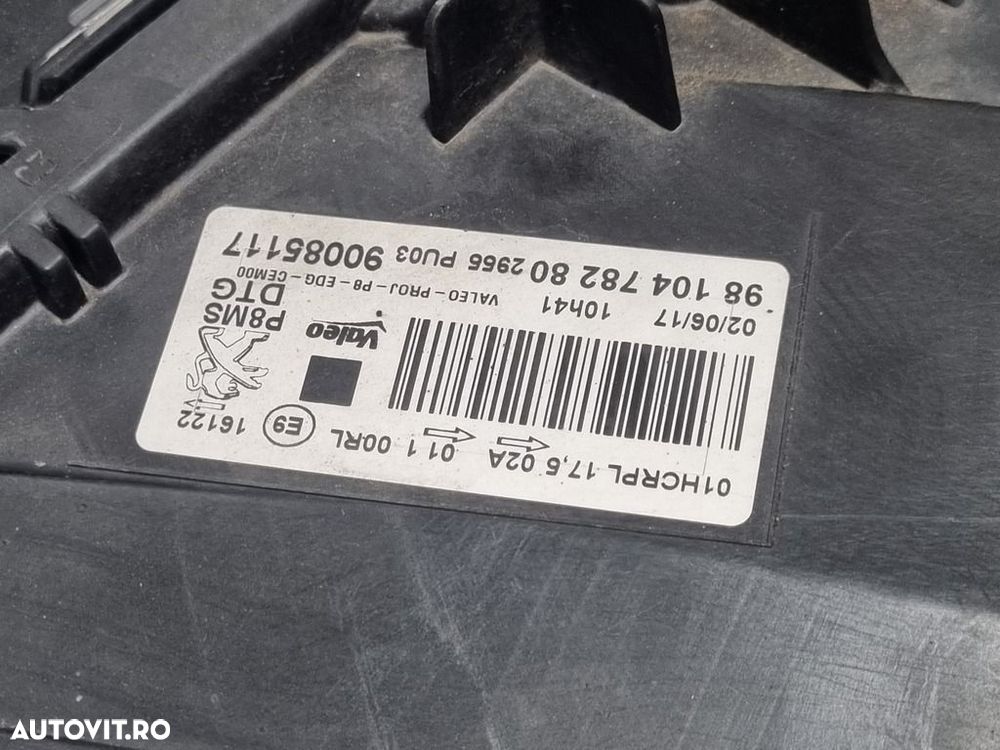 01HCRPL 17,5 02A 01 1 00RL E9 16122
Valeo
P8MS
DTG
02/06/17 10h41 VALEO-PROJ-P8-EDG-CEM00
98 104 782 80 2955 PU03 90085117
AUTOVIT.RO